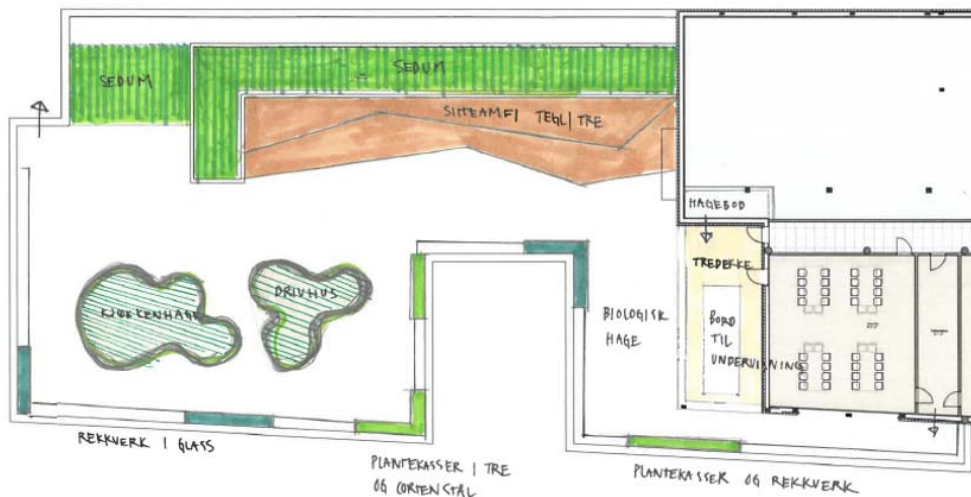 SEDUM
SEDUM
SITTEAMFI TEGL/TRE
HAGEBOD
TREDEKKE
DRIVHUS
KJØKKENHAGE
BIOLOGISK
HAGE
BORD
TIL
UNDERVISNING
REKKVERK I GLASS
PLANTEKASSER I TRE
OG CORTENSTÅL
PLANTEKASSER OG REKKVERK